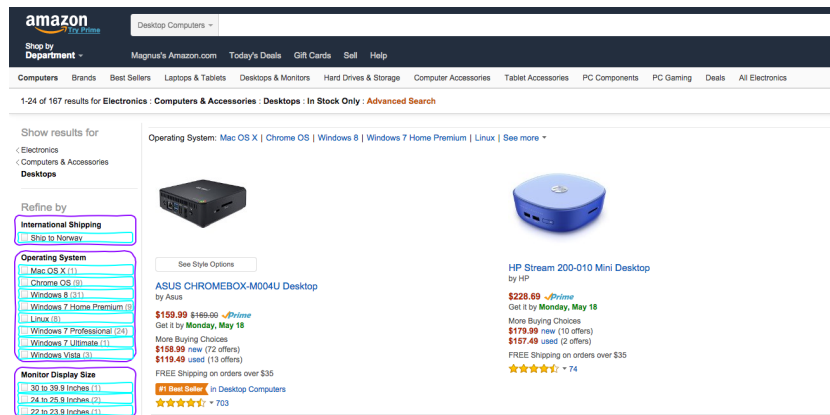 amazon
Try Prime
Desktop Computers
Shop by
Department
Magnus's Amazon.com Today's Deals Gift Cards Sell Help
Computers Brands Best Sellers Laptops & Tablets Desktops & Monitors Hard Drives & Storage Computer Accessories Tablet Accessories PC Components PC Gaming Deals All Electronics
1-24 of 167 results for Electronics : Computers & Accessories : Desktops : In Stock Only : Advanced Search
Show results for
< Electronics
< Computers & Accessories
Desktops
Refine by
International Shipping
Ship to Norway
Operating System
Mac OS X (1)
Chrome OS (9)
Windows 8 (31)
Windows 7 Home Premium (9
Linux (8)
Windows 7 Professional (24)
Windows 7 Ultimate (1)
Windows Vista (3)
Monitor Display Size
30 to 39.9 Inches (1)
24 to 25.9 Inches (2)
22 to 23.9 Inches (1)
Operating System: Mac OS X | Chrome OS | Windows 8 | Windows 7 Home Premium | Linux | See more
See Style Options
ASUS CHROMEBOX-M004U Desktop
by Asus
$159.99 $169.00 Prime
Get it by Monday, May 18
More Buying Choices
$158.99 new (72 offers)
$119.49 used (13 offers)
FREE Shipping on orders over $35
#1 Best Seller in Desktop Computers
703
HP Stream 200-010 Mini Desktop
by HP
$228.69 Prime
Get it by Monday, May 18
More Buying Choices
$179.99 new (10 offers)
$157.49 used (2 offers)
FREE Shipping on orders over $35
74